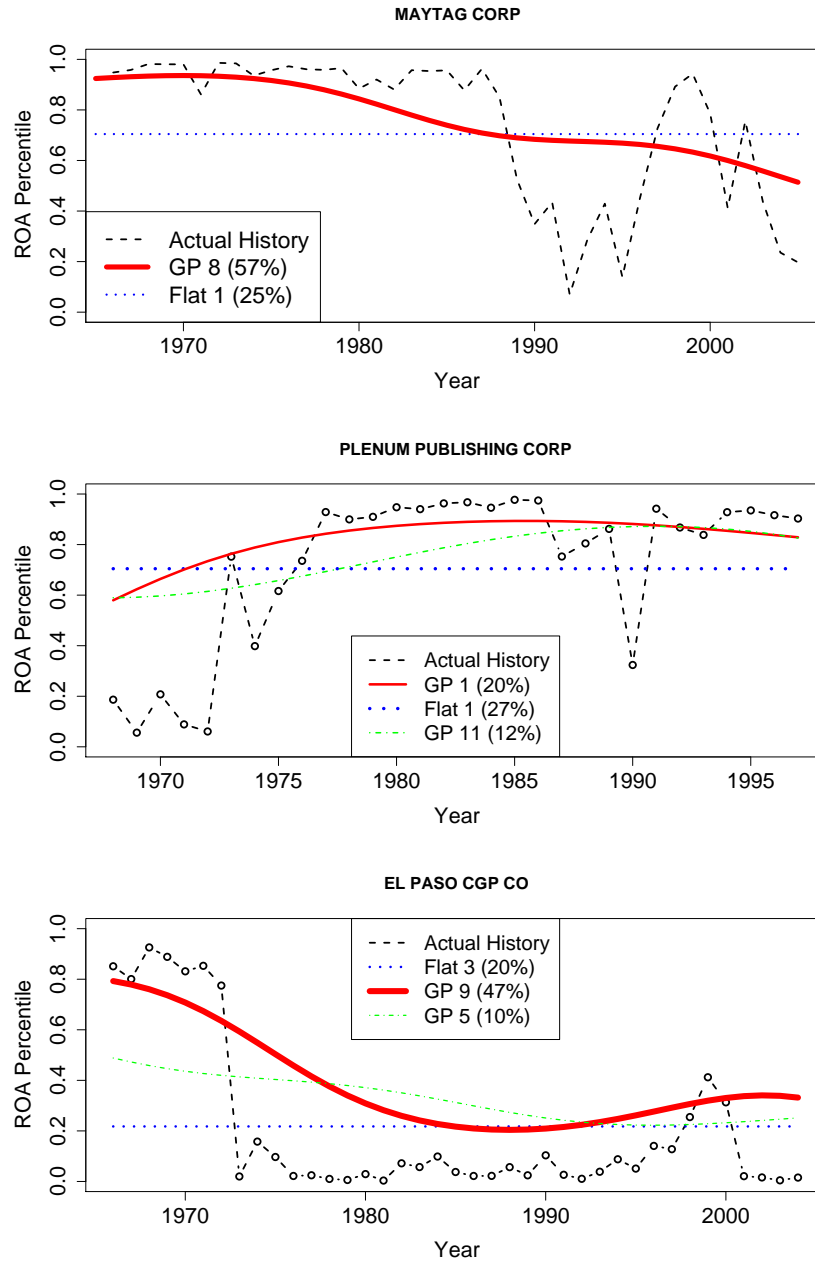 MAYTAG CORP
ROA Percentile
1.0
0.8
0.6
0.4
0.2
0.0
Actual History
GP 8 (57%)
Flat 1 (25%)
1970 1980 1990 2000
Year
PLENUM PUBLISHING CORP
ROA Percentile
1.0
0.8
0.6
0.4
0.2
0.0
Actual History
GP 1 (20%)
Flat 1 (27%)
GP 11 (12%)
1970 1975 1980 1985 1990 1995
Year
EL PASO CGP CO
ROA Percentile
1.0
0.8
0.6
0.4
0.2
0.0
Actual History
Flat 3 (20%)
GP 9 (47%)
GP 5 (10%)
1970 1980 1990 2000
Year